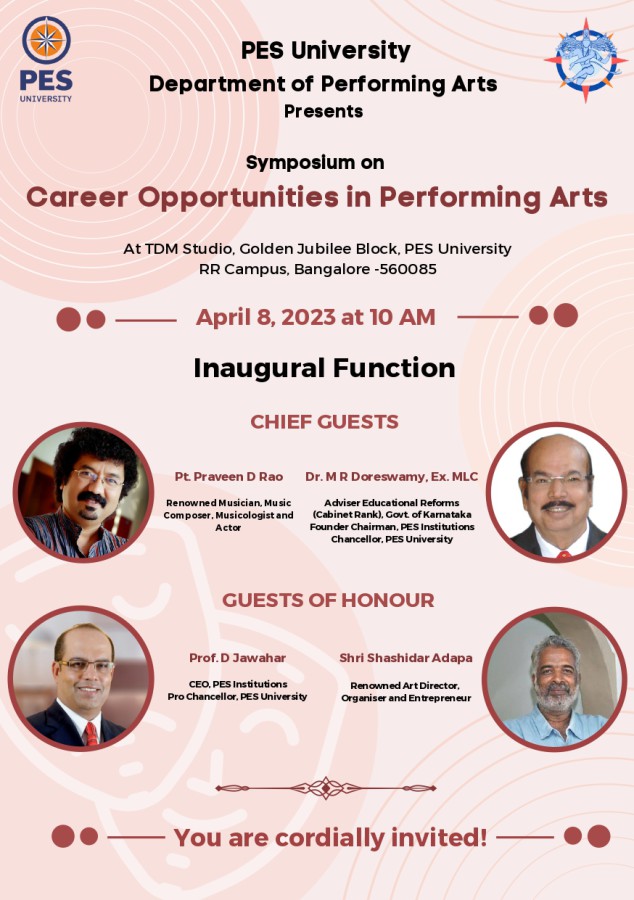 PES
UNIVERSITY
PES University
Department of Performing Arts
Presents
Symposium on
Career Opportunities in Performing Arts
At TDM Studio, Golden Jubilee Block, PES University
RR Campus, Bangalore -560085
April 8, 2023 at 10 AM
Inaugural Function
CHIEF GUESTS
Pt. Praveen D Rao
Renowned Musician, Music
Composer, Musicologist and
Actor
Dr. M R Doreswamy, Ex. MLC
Adviser Educational Reforms
(Cabinet Rank), Govt. of Karnataka
Founder Chairman, PES Institutions
Chancellor, PES University
GUESTS OF HONOUR
Prof. D Jawahar
CEO, PES Institutions
Pro Chancellor, PES University
Shri Shashidar Adapa
Renowned Art Director,
Organiser and Entrepreneur
You are cordially invited!